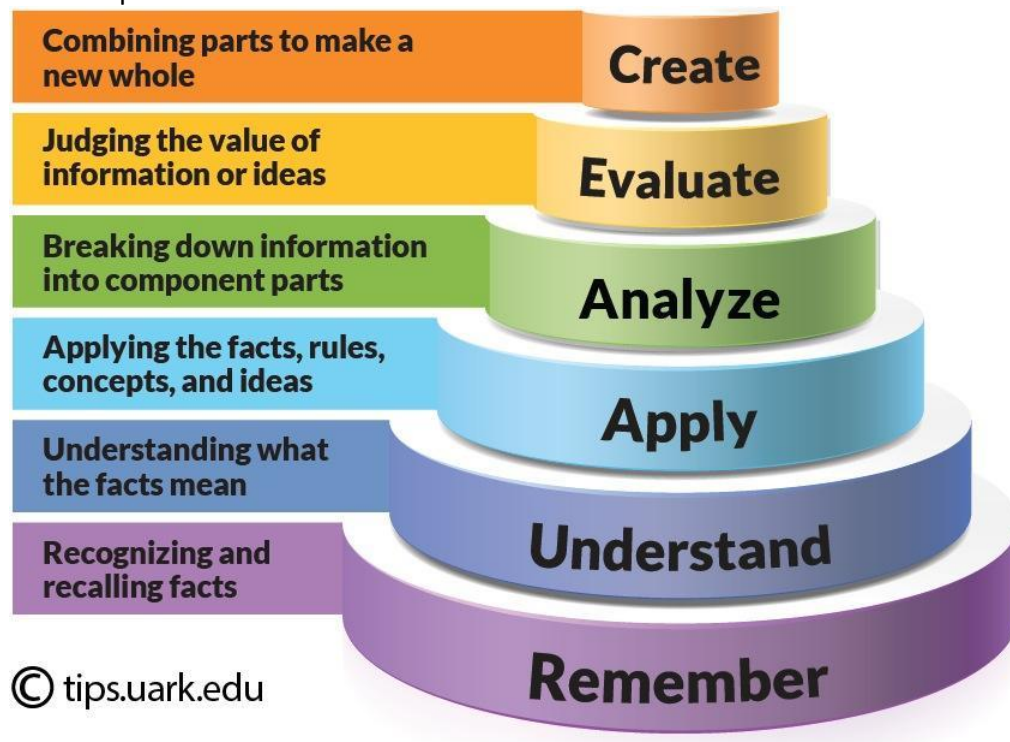 Combining parts to make a
new whole
Create
Judging the value of
information or ideas
Evaluate
Breaking down information
into component parts
Analyze
Applying the facts, rules,
concepts, and ideas
Apply
Understanding what
the facts mean
Understand
Recognizing and
recalling facts
Remember
© tips.uark.edu